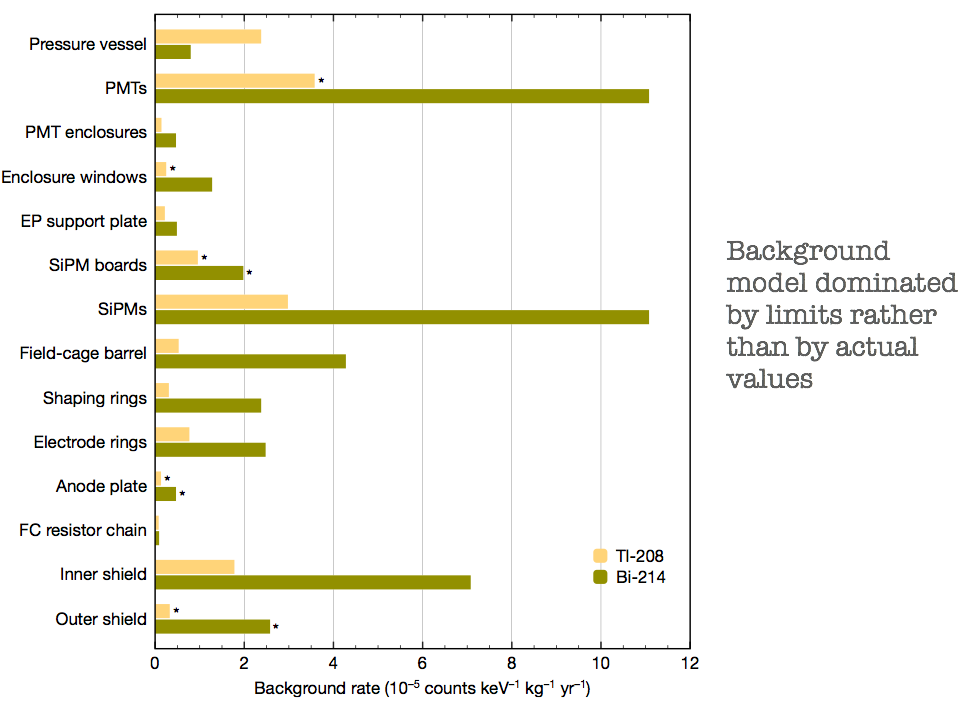 Pressure vessel
PMTs
*
PMT enclosures
Enclosure windows
*
EP support plate
SiPM boards
*
*
SiPMs
Field-cage barrel
Shaping rings
Electrode rings
Anode plate
*
*
FC resistor chain
Inner shield
Outer shield
*
*
Tl-208
Bi-214
0 2 4 6 8 10 12
Background rate (10⁻⁵ counts keV⁻¹ kg⁻¹ yr⁻¹)
Background
model dominated
by limits rather
than by actual
values